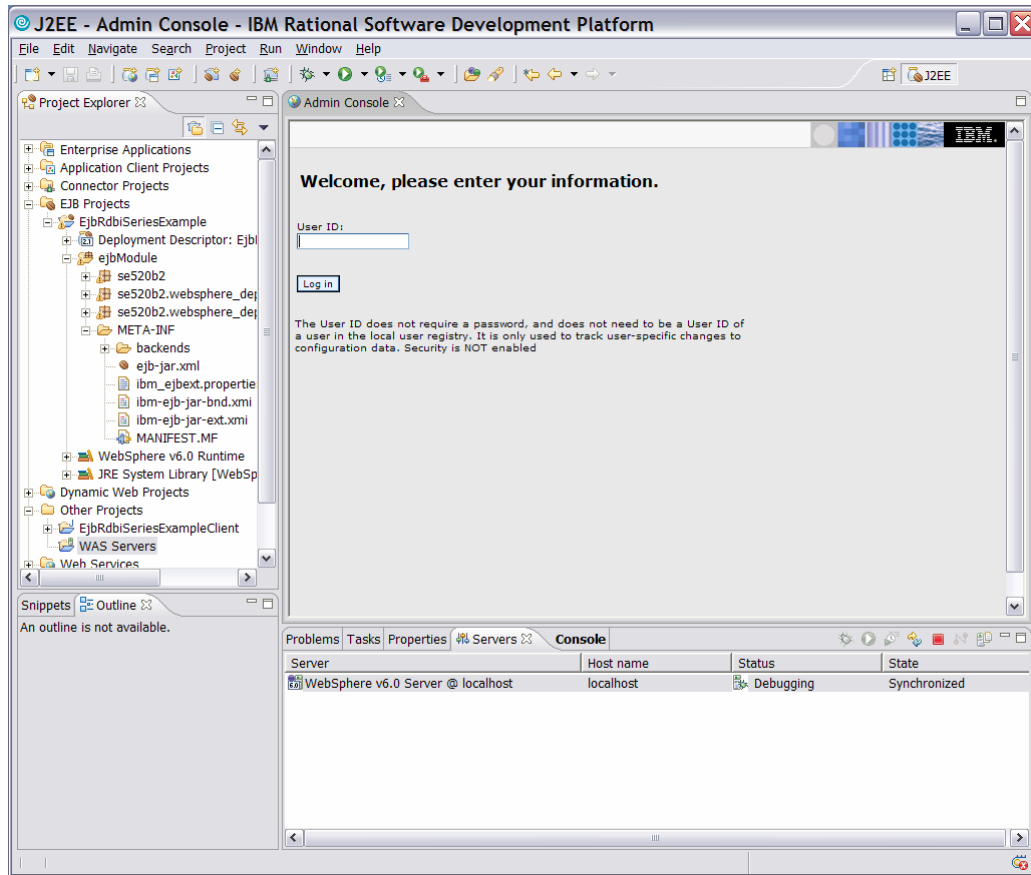 J2EE - Admin Console - IBM Rational Software Development Platform
File Edit Navigate Search Project Run Window Help
J2EE
Project Explorer
Admin Console
Enterprise Applications
Application Client Projects
Connector Projects
EJB Projects
EjbRdbiSeriesExample
Deployment Descriptor: Ejbl
ejbModule
se520b2
se520b2.websphere_dep
se520b2.websphere_dep
META-INF
backends
ejb-jar.xml
ibm_ejbext.propertie
ibm-ejb-jar-bnd.xmi
ibm-ejb-jar-ext.xmi
MANIFEST.MF
WebSphere v6.0 Runtime
JRE System Library [WebSp
Dynamic Web Projects
Other Projects
EjbRdbiSeriesExampleClient
WAS Servers
Web Services
IBM.
Welcome, please enter your information.
User ID:
Log in
The User ID does not require a password, and does not need to be a User ID of
a user in the local user registry. It is only used to track user-specific changes to
configuration data. Security is NOT enabled
Snippets Outline
An outline is not available.
Problems Tasks Properties Servers Console
Server Host name Status State
WebSphere v6.0 Server @ localhost localhost Debugging Synchronized